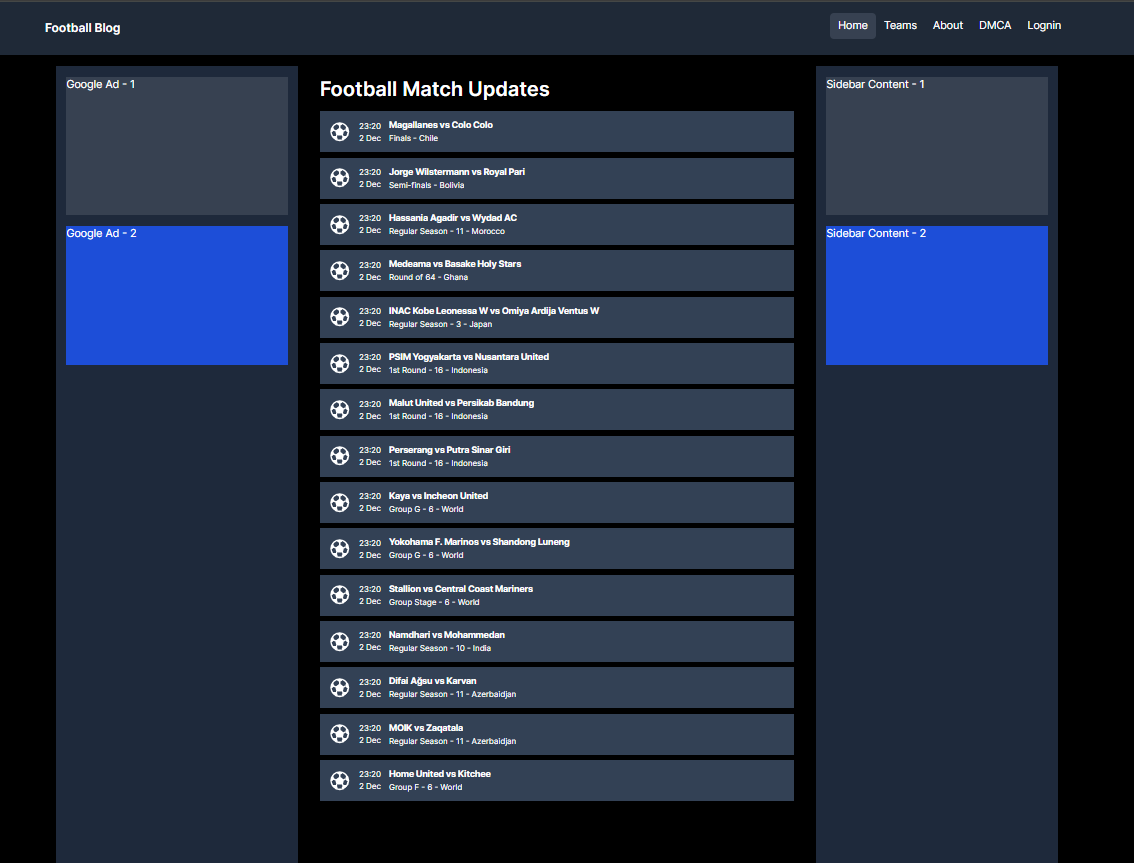 Football Blog
Home Teams About DMCA Lognin
Google Ad - 1
Google Ad - 2
Football Match Updates
23:20 Magallanes vs Colo Colo
2 Dec Finals - Chile
23:20 Jorge Wilstermann vs Royal Pari
2 Dec Semi-finals - Bolivia
23:20 Hassania Agadir vs Wydad AC
2 Dec Regular Season - 11 - Morocco
23:20 Medeama vs Basake Holy Stars
2 Dec Round of 64 - Ghana
23:20 INAC Kobe Leonessa W vs Omiya Ardija Ventus W
2 Dec Regular Season - 3 - Japan
23:20 PSIM Yogyakarta vs Nusantara United
2 Dec 1st Round - 16 - Indonesia
23:20 Malut United vs Persikab Bandung
2 Dec 1st Round - 16 - Indonesia
23:20 Perserang vs Putra Sinar Giri
2 Dec 1st Round - 16 - Indonesia
23:20 Kaya vs Incheon United
2 Dec Group G - 6 - World
23:20 Yokohama F. Marinos vs Shandong Luneng
2 Dec Group G - 6 - World
23:20 Stallion vs Central Coast Mariners
2 Dec Group Stage - 6 - World
23:20 Namdhari vs Mohammedan
2 Dec Regular Season - 10 - India
23:20 Difai Ağsu vs Karvan
2 Dec Regular Season - 11 - Azerbaidjan
23:20 MOIK vs Zaqatala
2 Dec Regular Season - 11 - Azerbaidjan
23:20 Home United vs Kitchee
2 Dec Group F - 6 - World
Sidebar Content - 1
Sidebar Content - 2